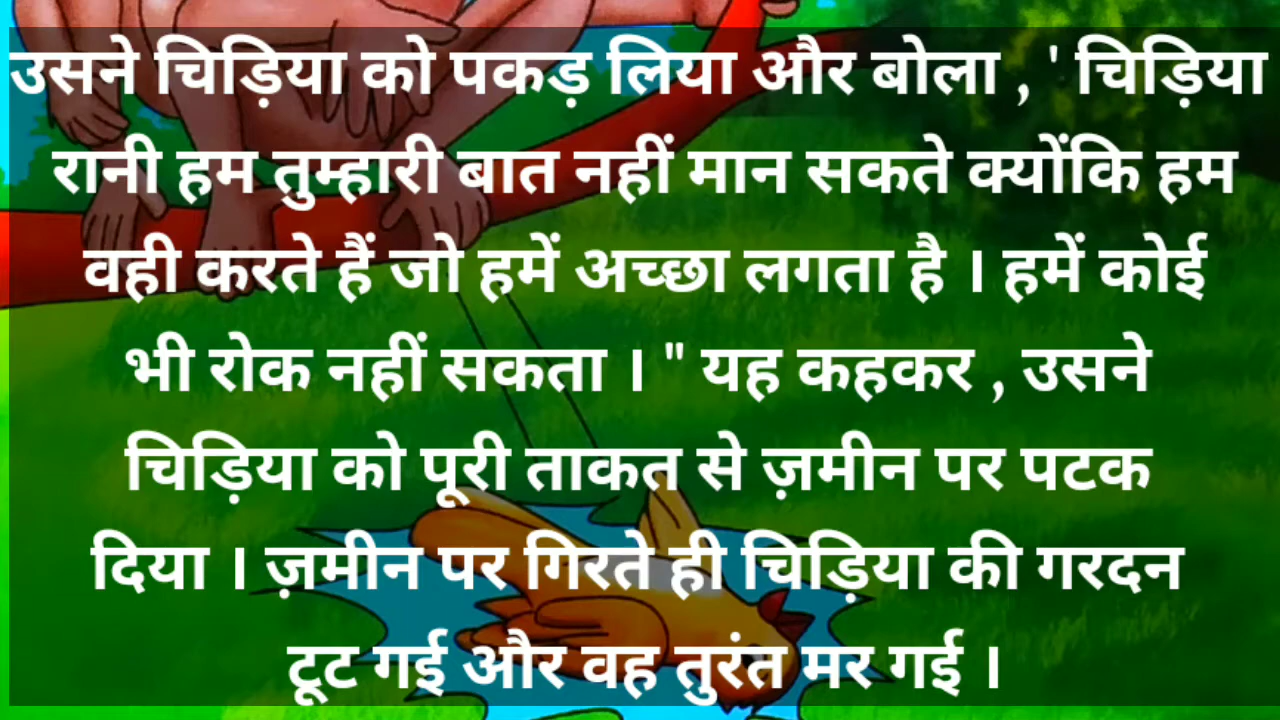 उसने चिड़िया को पकड़ लिया और बोला , ' चिड़िया
रानी हम तुम्हारी बात नहीं मान सकते क्योंकि हम
वही करते हैं जो हमें अच्छा लगता है । हमें कोई
भी रोक नहीं सकता । " यह कहकर , उसने
चिड़िया को पूरी ताकत से ज़मीन पर पटक
दिया । ज़मीन पर गिरते ही चिड़िया की गरदन
टूट गई और वह तुरंत मर गई ।